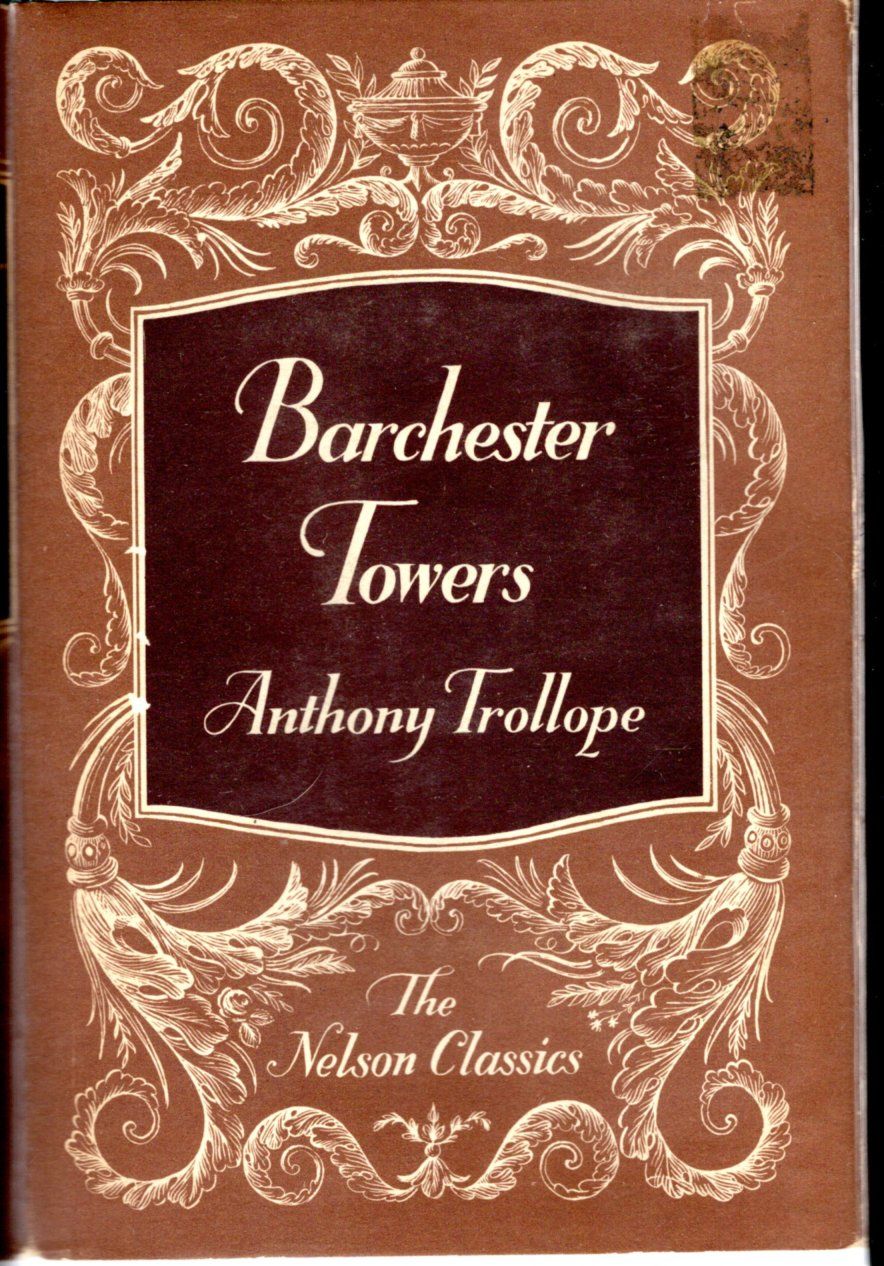 Barchester
Towers
Anthony Trollope
The
Nelson Classics